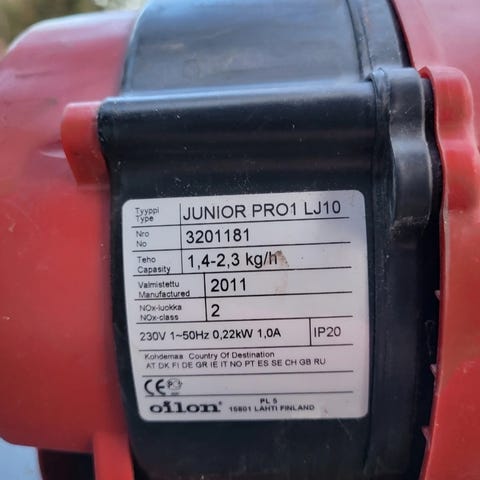 Tyyppi
Type
JUNIOR PRO1 LJ10
Nro
No
3201181
Teho
Capacity
1,4-2,3 kg/h
Valmistettu
Manufactured
2011
NOx-luokka
NOx-class
2
230V 1~50Hz 0,22kW 1,0A
IP20
Kohdemaa Country Of Destination
AT DK FI DE GR IE IT NO PT ES SE CH GB RU
CE
oilon®
PL 5
15801 LAHTI FINLAND